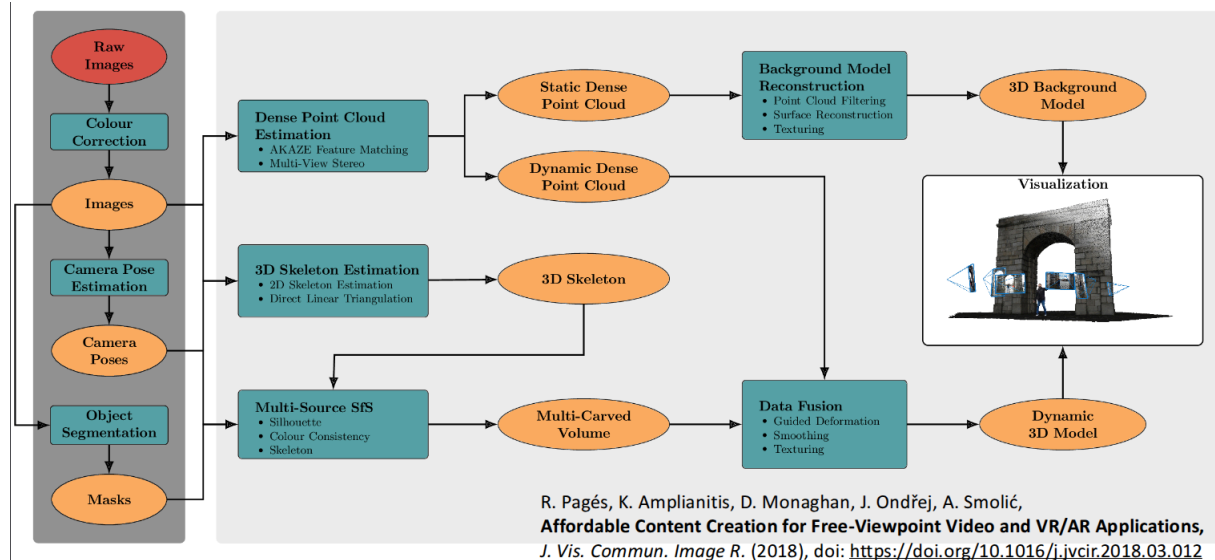 Raw
Images
Colour
Correction
Images
Camera Pose
Estimation
Camera
Poses
Object
Segmentation
Masks
Dense Point Cloud
Estimation
• AKAZE Feature Matching
• Multi-View Stereo
3D Skeleton Estimation
• 2D Skeleton Estimation
• Direct Linear Triangulation
Multi-Source SfS
• Silhouette
• Colour Consistency
• Skeleton
Static Dense
Point Cloud
Dynamic Dense
Point Cloud
3D Skeleton
Multi-Carved
Volume
Background Model
Reconstruction
• Point Cloud Filtering
• Surface Reconstruction
• Texturing
Data Fusion
• Guided Deformation
• Smoothing
• Texturing
3D Background
Model
Visualization
Dynamic
3D Model
R. Pagés, K. Amplianitis, D. Monaghan, J. Ondřej, A. Smolić,
Affordable Content Creation for Free-Viewpoint Video and VR/AR Applications,
J. Vis. Commun. Image R. (2018), doi: https://doi.org/10.1016/j.jvcir.2018.03.012